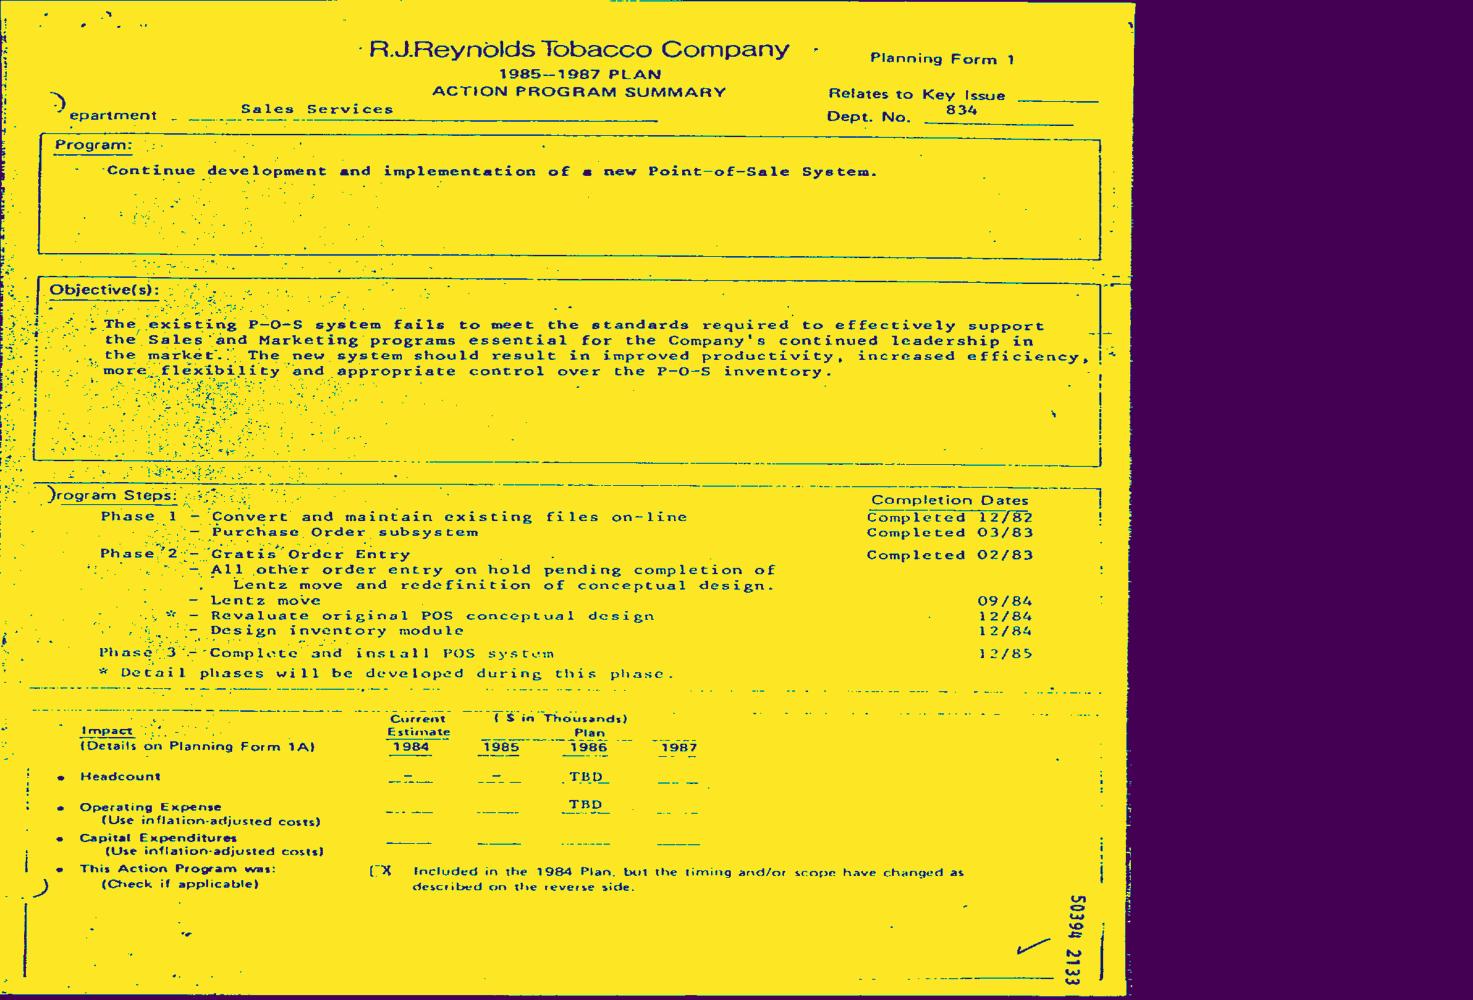 R.J.Reynolds Tobacco Company
Planning Form 1
1985--1987 PLAN
ACTION PROGRAM SUMMARY
Relates to Key Issue
epartment Sales Services
Dept. No. 834
Program:
Continue development and implementation of a new Point-of-Sale System.
Objective(s):
The existing P-O-S system fails to meet the standards required to effectively support
the Sales and Marketing programs essential for the Company's continued leadership in
the market. The new system should result in improved productivity, increased efficiency,
more flexibility and appropriate control over the P-O-S inventory.
rogram Steps: Completion Dates
Phase 1 - Convert and maintain existing files on-line Completed 12/82
- Purchase Order subsystem Completed 03/83
Phase 2 - Gratis Order Entry Completed 02/83
- All other order entry on hold pending completion of
Lentz move and redefinition of conceptual design.
- Lentz move 09/84
* - Revaluate original POS conceptual design 12/84
- Design inventory module 12/84
Phase 3 - Complete and install POS system 12/85
* Detail phases will be developed during this phase.
Current ($ in Thousands)
Impact Estimate Plan
(Details on Planning Form 1A) 1984 1985 1986 1987
• Headcount - - TBD
• Operating Expense TBD
(Use inflation-adjusted costs)
• Capital Expenditures
(Use inflation-adjusted costs)
• This Action Program was: X Included in the 1984 Plan, but the timing and/or scope have changed as
(Check if applicable) described on the reverse side.
50394 2133